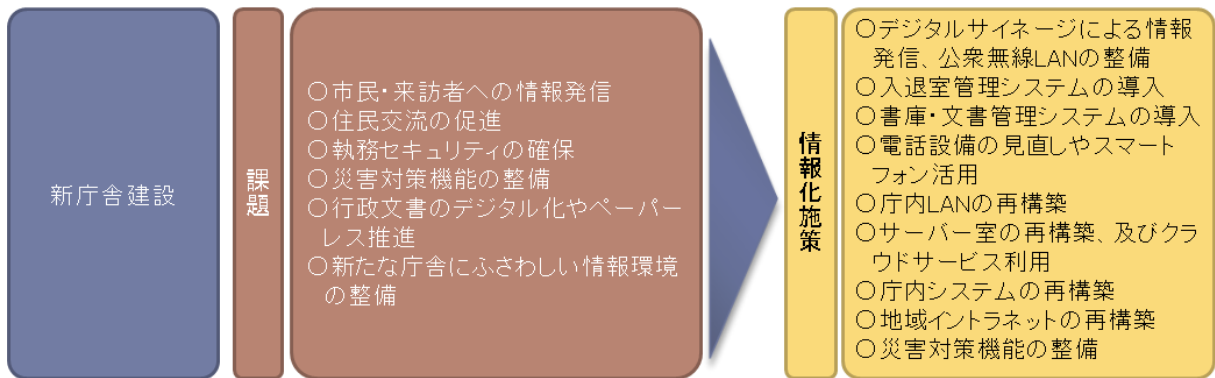 新庁舎建設
課題
○市民・来訪者への情報発信
○住民交流の促進
○執務セキュリティの確保
○災害対策機能の整備
○行政文書のデジタル化やペーパー
レス推進
○新たな庁舎にふさわしい情報環境
の整備
情報化施策
○デジタルサイネージによる情報
発信、公衆無線LANの整備
○入退室管理システムの導入
○書庫・文書管理システムの導入
○電話設備の見直しやスマート
フォン活用
○庁内LANの再構築
○サーバー室の再構築、及びクラ
ウドサービス利用
○庁内システムの再構築
○地域イントラネットの再構築
○災害対策機能の整備